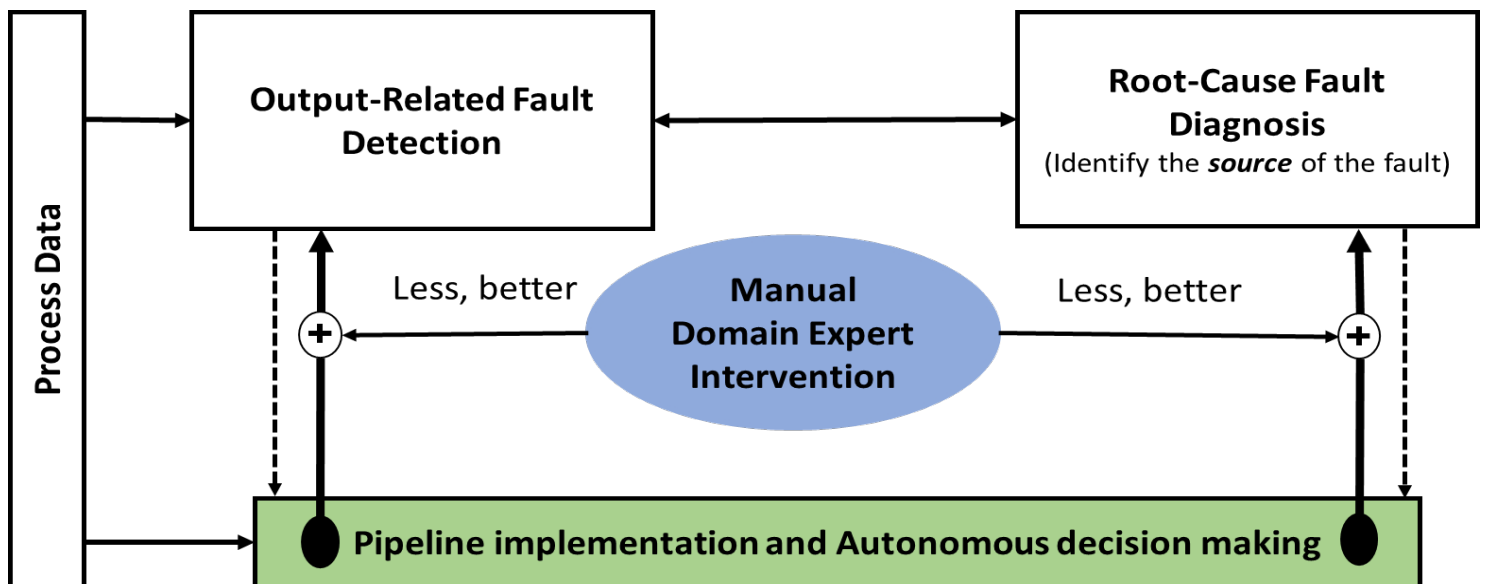 Process Data
Output-Related Fault
Detection
Root-Cause Fault
Diagnosis
(Identify the source of the fault)
Less, better
Manual
Domain Expert
Intervention
Less, better
+
+
Pipeline implementation and Autonomous decision making